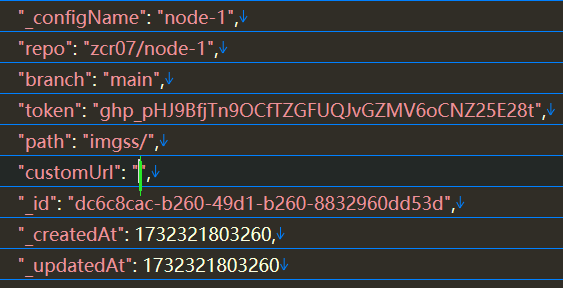 "_configName": "node-1",↓
"repo": "zcr07/node-1",↓
"branch": "main",↓
"token": "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",↓
"path": "imgss/",↓
"customUrl": "",↓
"_id": "dc6c8cac-b260-49d1-b260-8832960dd53d",↓
"_createdAt": 1732321803260,↓
"_updatedAt": 1732321803260↓